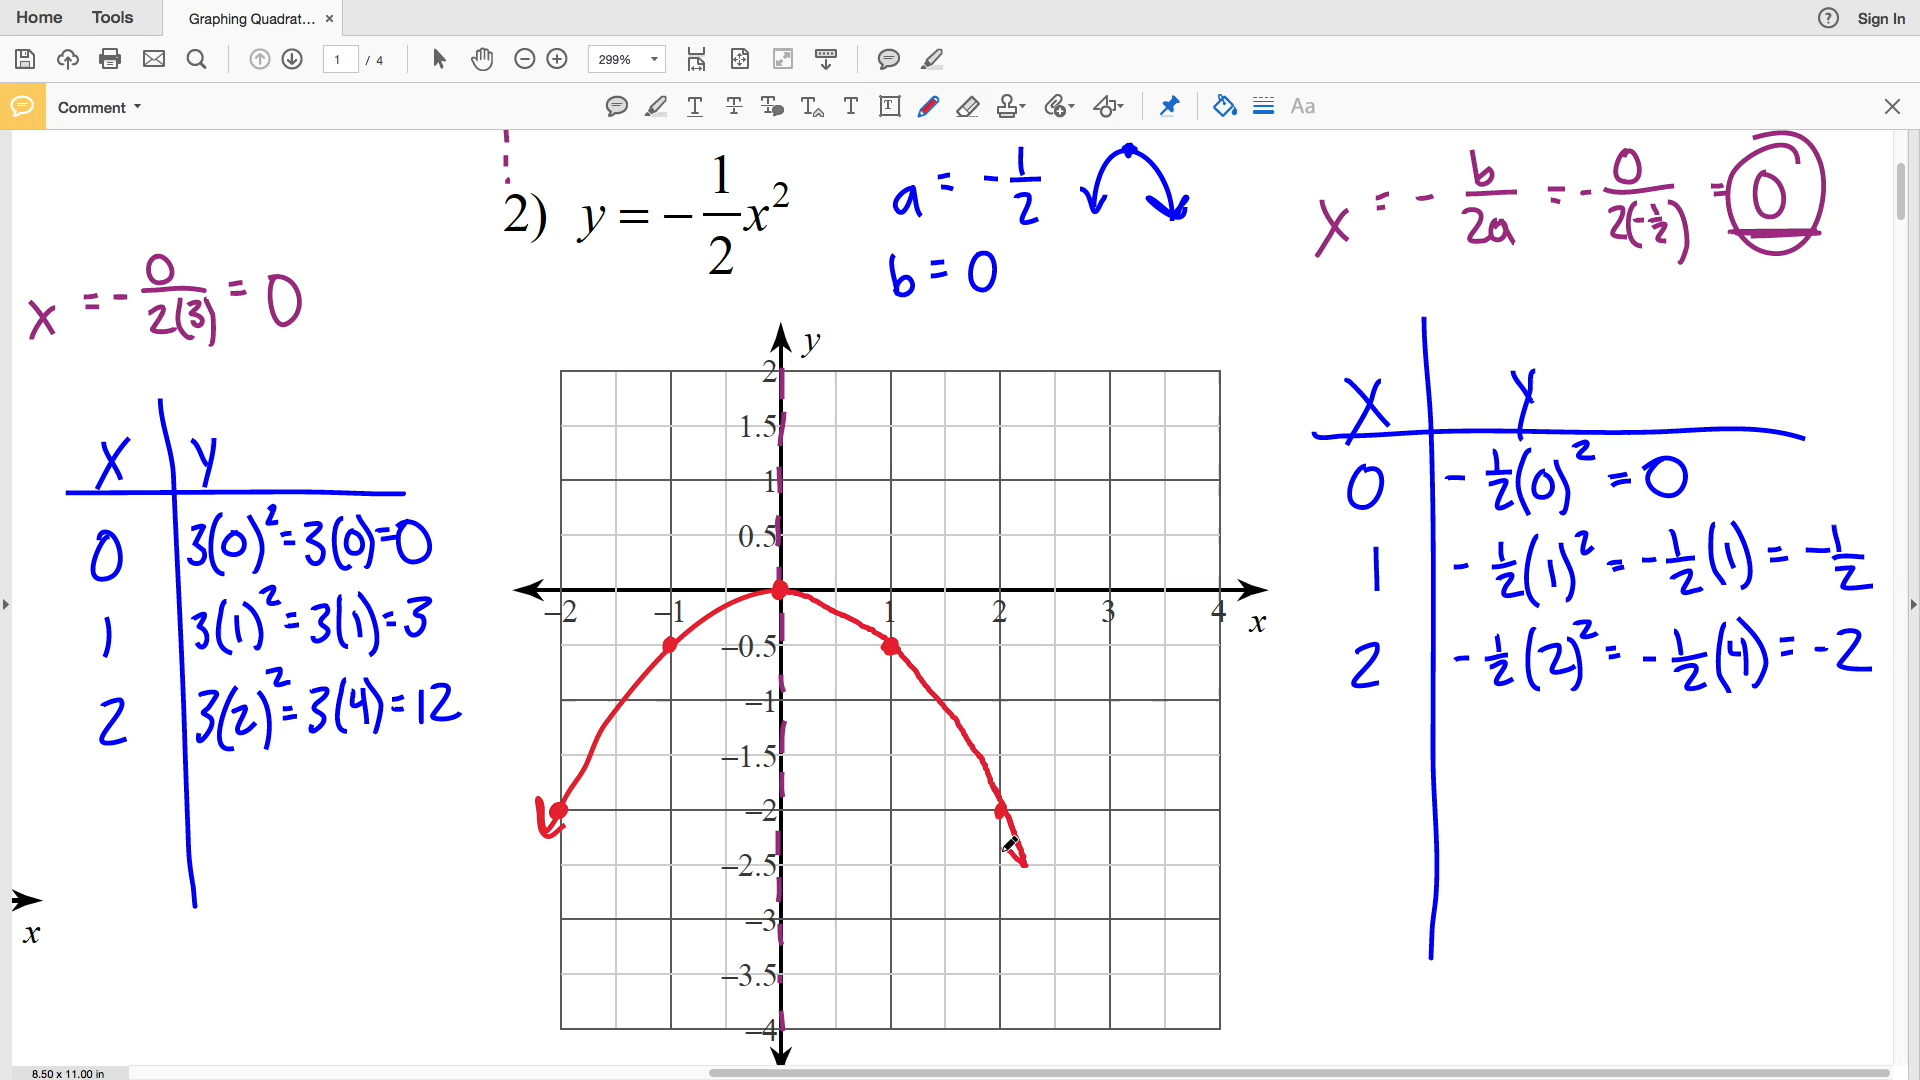 Home Tools Graphing Quadrat... × ? Sign In
1 / 4 299%
Comment Aa
2) y = -1/2 x²
a = -1/2
b = 0
x = -b/2a = -0/2(-1/2) = 0
x = -0/2(3) = 0
X Y
0 3(0)² = 3(0) = 0
1 3(1)² = 3(1) = 3
2 3(2)² = 3(4) = 12
x
y
2
1.5
1
0.5
-2 -1 1 2 3 4
x
-0.5
-1
-1.5
-2
-2.5
-3
-3.5
-4
X Y
0 -1/2(0)² = 0
1 -1/2(1)² = -1/2(1) = -1/2
2 -1/2(2)² = -1/2(4) = -2
8.50 x 11.00 in